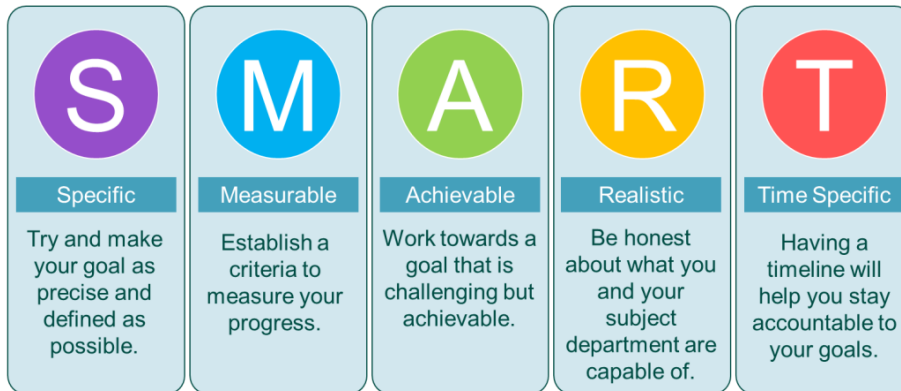 S
Specific
Try and make
your goal as
precise and
defined as
possible.
M
Measurable
Establish a
criteria to
measure your
progress.
A
Achievable
Work towards a
goal that is
challenging but
achievable.
R
Realistic
Be honest
about what you
and your
subject
department are
capable of.
T
Time Specific
Having a
timeline will
help you stay
accountable to
your goals.